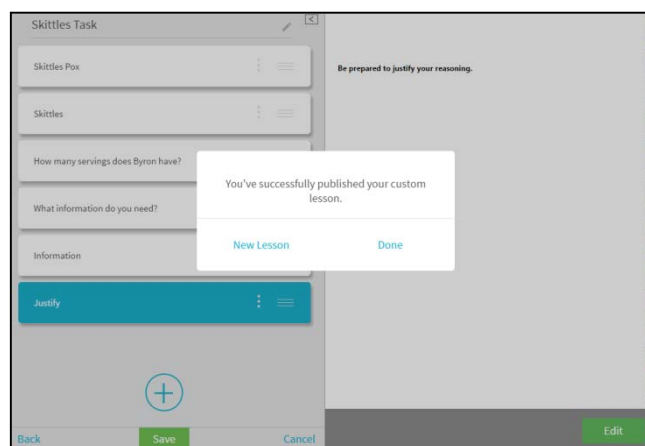 Skittles Task
Skittles Pox
Skittles
How many servings does Byron have?
What information do you need?
Information
Justify
Back
Save
Cancel
Be prepared to justify your reasoning.
You've successfully published your custom
lesson.
New Lesson
Done
Edit